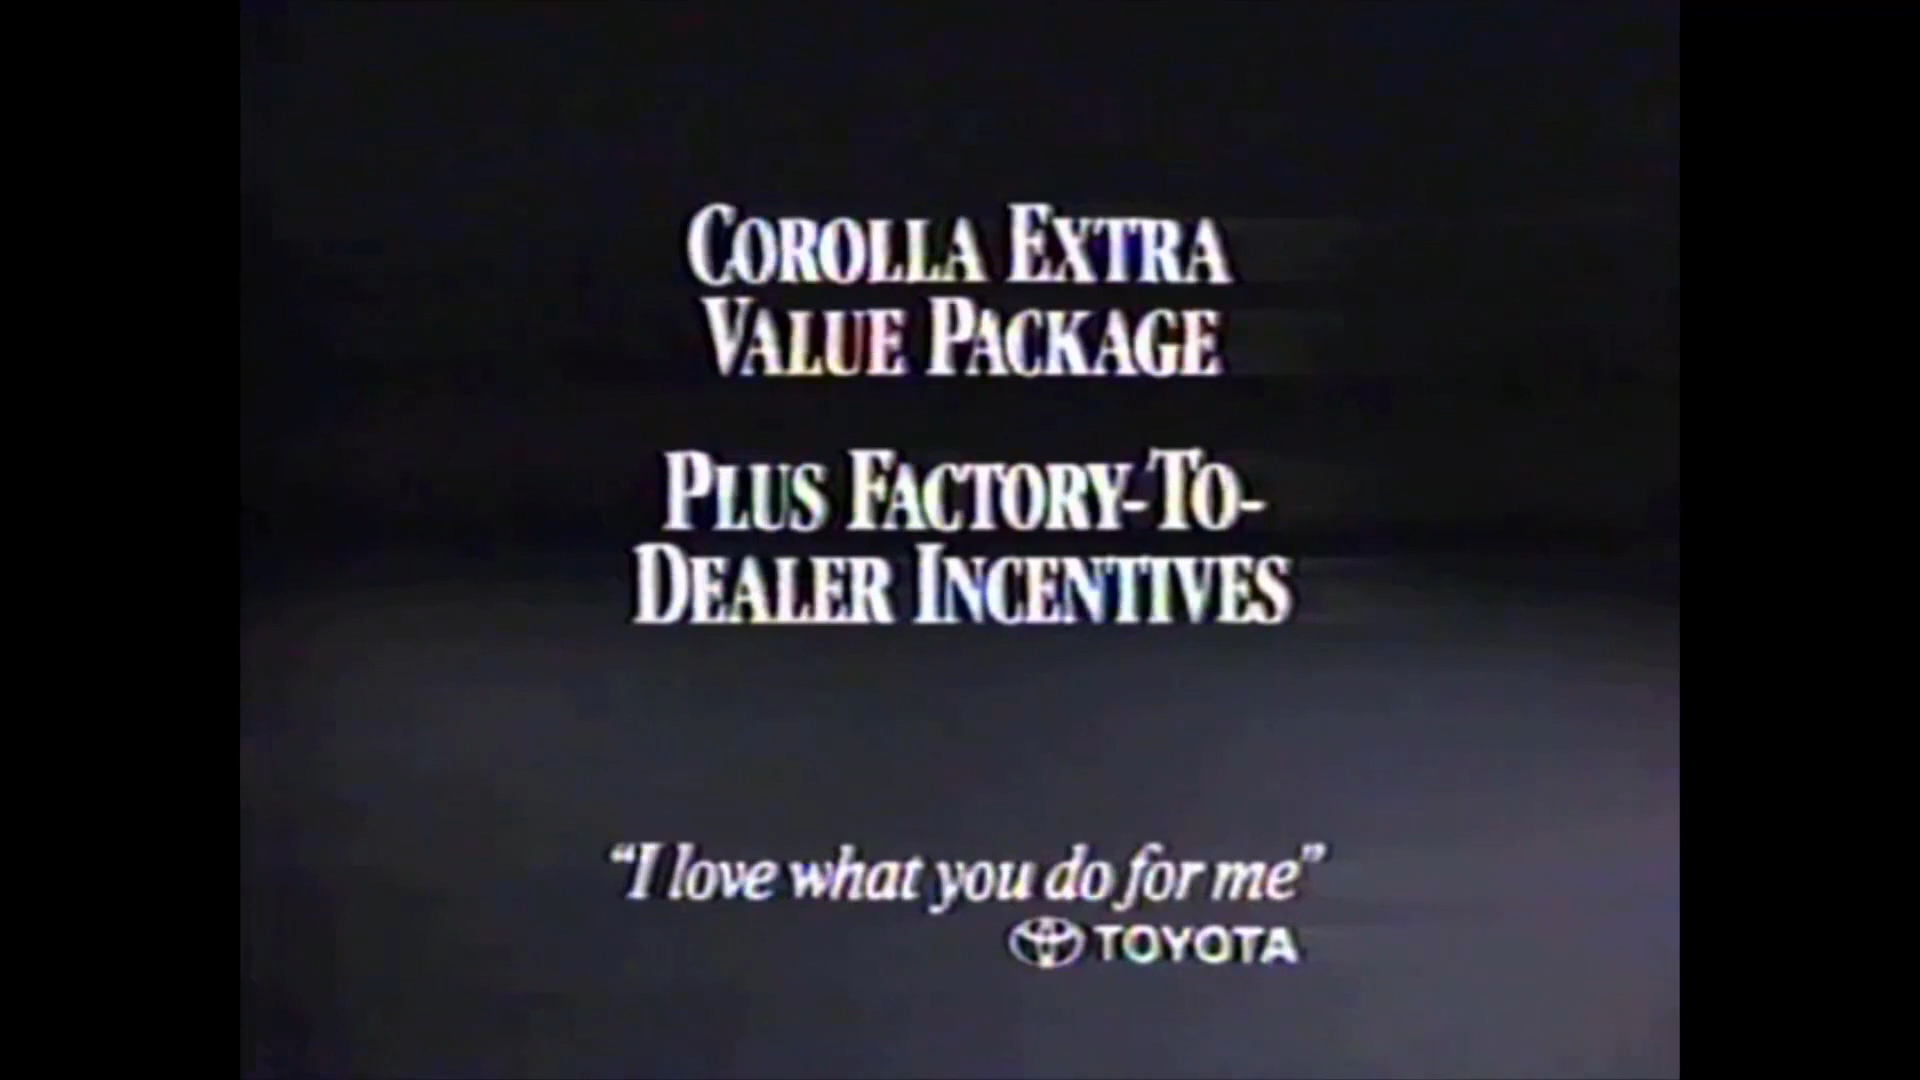 COROLLA EXTRA
VALUE PACKAGE
PLUS FACTORY-TO-
DEALER INCENTIVES
“I love what you do for me”
TOYOTA